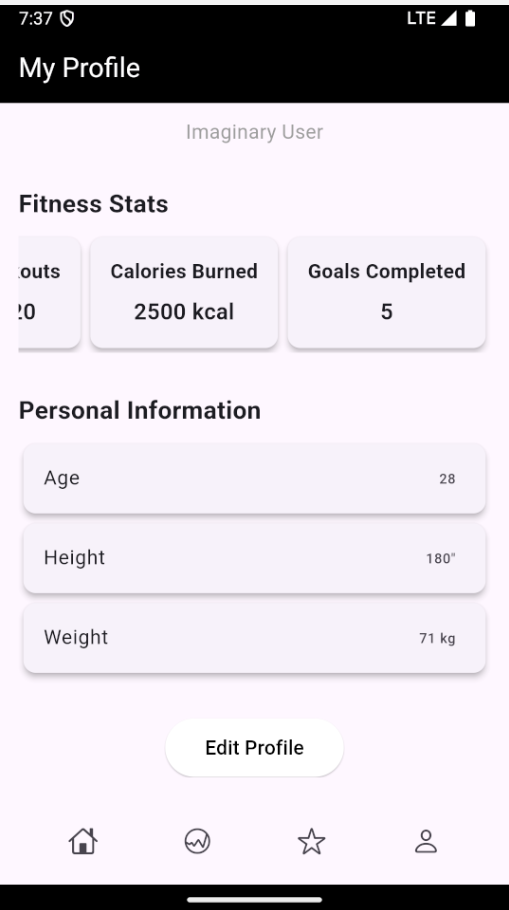 7:37 LTE
My Profile
Imaginary User
Fitness Stats
outs Calories Burned Goals Completed
20 2500 kcal 5
Personal Information
Age 28
Height 180"
Weight 71 kg
Edit Profile